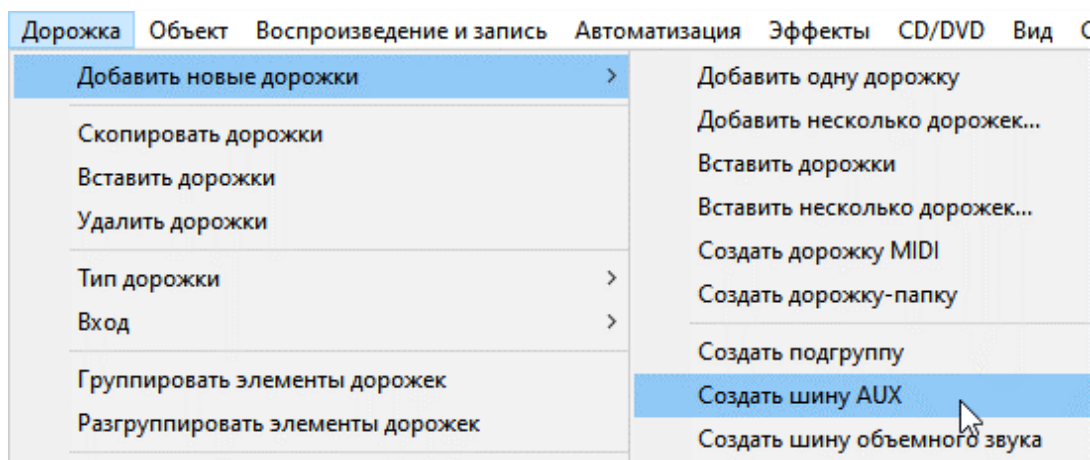 Дорожка Объект Воспроизведение и запись Автоматизация Эффекты CD/DVD Вид
Добавить новые дорожки
Скопировать дорожки
Вставить дорожки
Удалить дорожки
Тип дорожки
Вход
Группировать элементы дорожек
Разгруппировать элементы дорожек
Добавить одну дорожку
Добавить несколько дорожек...
Вставить дорожки
Вставить несколько дорожек...
Создать дорожку MIDI
Создать дорожку-папку
Создать подгруппу
Создать шину AUX
Создать шину объемного звука